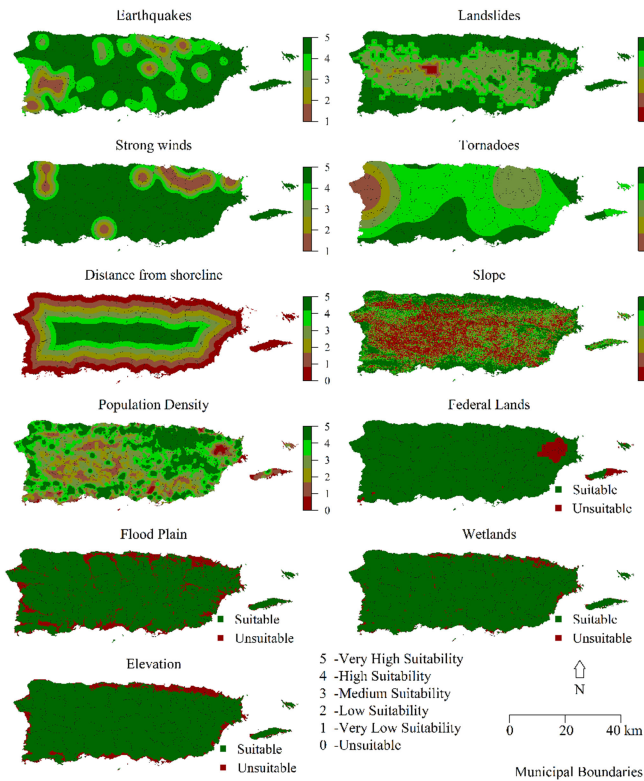 Earthquakes
5
4
3
2
1
Landslides
Strong winds
5
4
3
2
1
Tornadoes
Distance from shoreline
5
4
3
2
1
0
Slope
Population Density
5
4
3
2
1
0
Federal Lands
Suitable
Unsuitable
Flood Plain
Suitable
Unsuitable
Wetlands
Suitable
Unsuitable
Elevation
Suitable
Unsuitable
5 -Very High Suitability
4 -High Suitability
3 -Medium Suitability
2 -Low Suitability
1 -Very Low Suitability
0 -Unsuitable
N
0 20 40 km
Municipal Boundaries